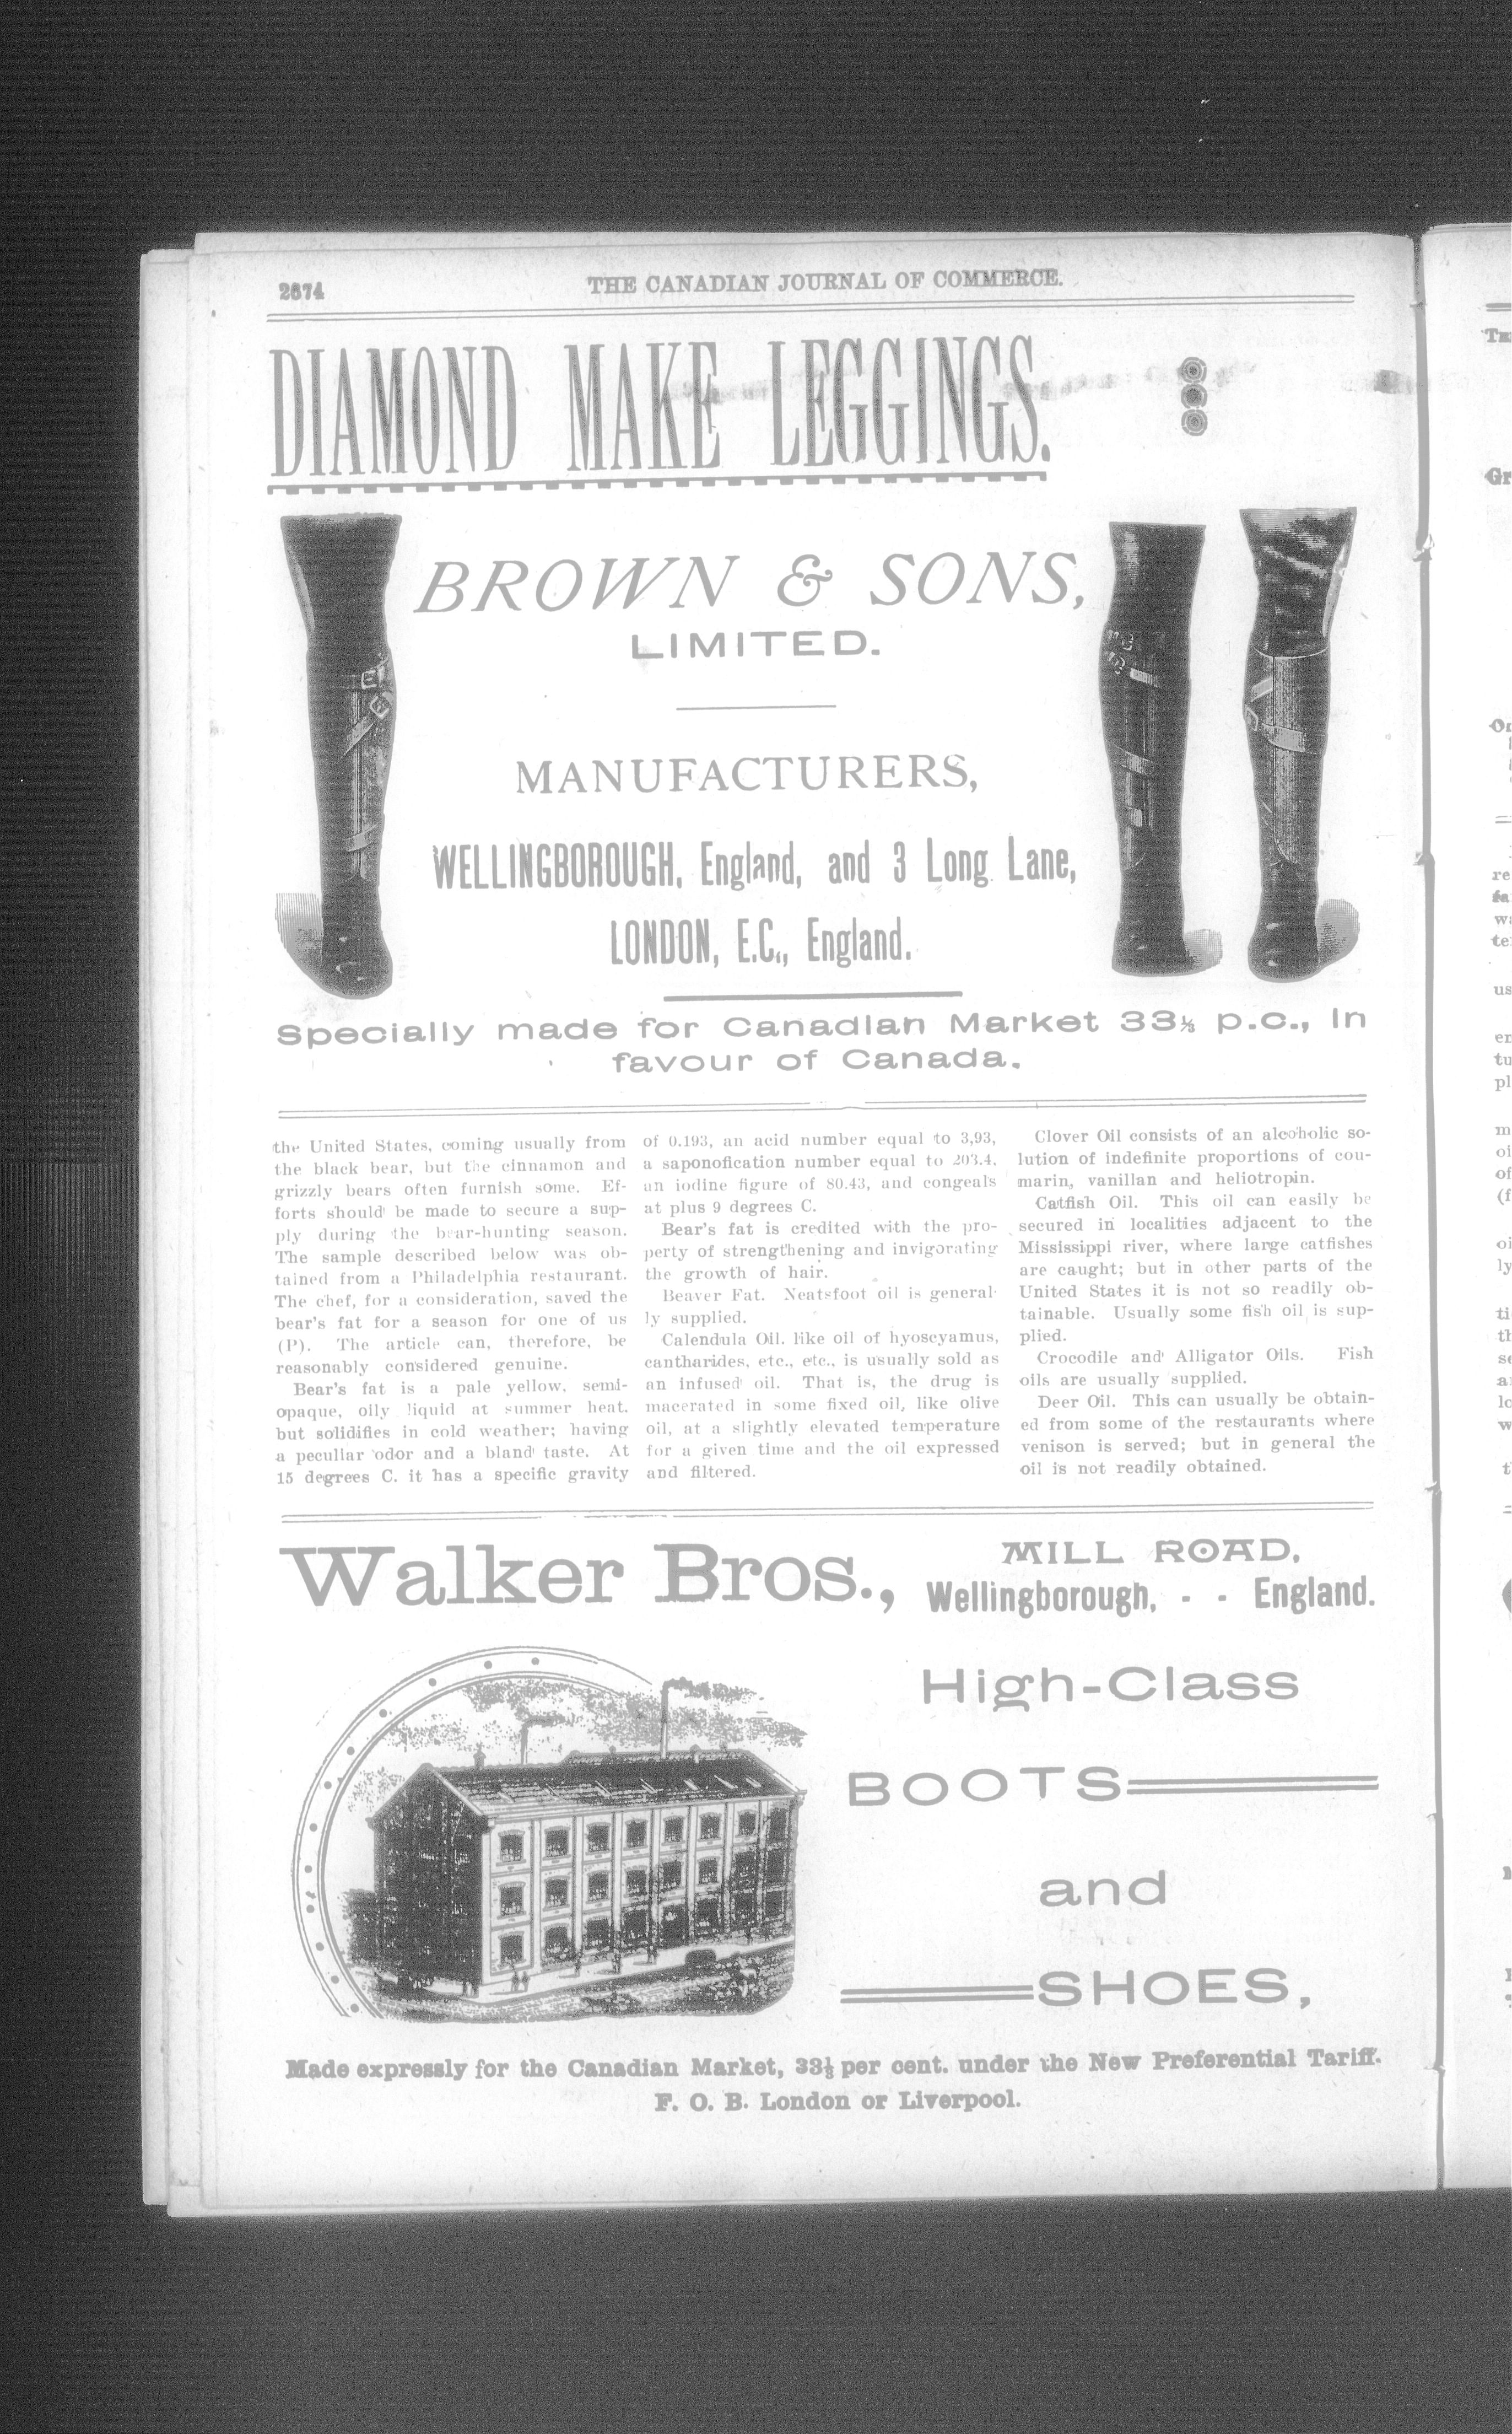 2674
THE CANADIAN JOURNAL OF COMMERCE.
DIAMOND MAKE LEGGINGS.
BROWN & SONS,
LIMITED.
MANUFACTURERS,
WELLINGBOROUGH, England, and 3 Long Lane,
LONDON, E.C., England.
Specially made for Canadian Market 33⅓ p.c., in
favour of Canada.
the United States, coming usually from
the black bear, but the cinnamon and
grizzly bears often furnish some. Ef-
forts should be made to secure a sup-
ply during the bear-hunting season.
The sample described below was ob-
tained from a Philadelphia restaurant.
The chef, for a consideration, saved the
bear's fat for a season for one of us
(P). The article can, therefore, be
reasonably considered genuine.
Bear's fat is a pale yellow, semi-
opaque, oily liquid at summer heat,
but solidifies in cold weather; having
a peculiar odor and a bland taste. At
15 degrees C. it has a specific gravity
of 0.193, an acid number equal to 3,93,
a saponofication number equal to 203.4,
an iodine figure of 80.43, and congeals
at plus 9 degrees C.
Bear's fat is credited with the pro-
perty of strengthening and invigorating
the growth of hair.
Beaver Fat. Neatsfoot oil is general-
ly supplied.
Calendula Oil, like oil of hyoscyamus,
cantharides, etc., etc., is usually sold as
an infused oil. That is, the drug is
macerated in some fixed oil, like olive
oil, at a slightly elevated temperature
for a given time and the oil expressed
and filtered.
Clover Oil consists of an alcoholic so-
lution of indefinite proportions of cou-
marin, vanillan and heliotropin.
Catfish Oil. This oil can easily be
secured in localities adjacent to the
Mississippi river, where large catfishes
are caught; but in other parts of the
United States it is not so readily ob-
tainable. Usually some fish oil is sup-
plied.
Crocodile and Alligator Oils. Fish
oils are usually supplied.
Deer Oil. This can usually be obtain-
ed from some of the restaurants where
venison is served; but in general the
oil is not readily obtained.
Walker Bros.,
MILL ROAD,
Wellingborough, - - England.
High-Class
BOOTS
and
SHOES,
Made expressly for the Canadian Market, 33⅓ per cent. under the New Preferential Tariff.
F. O. B. London or Liverpool.